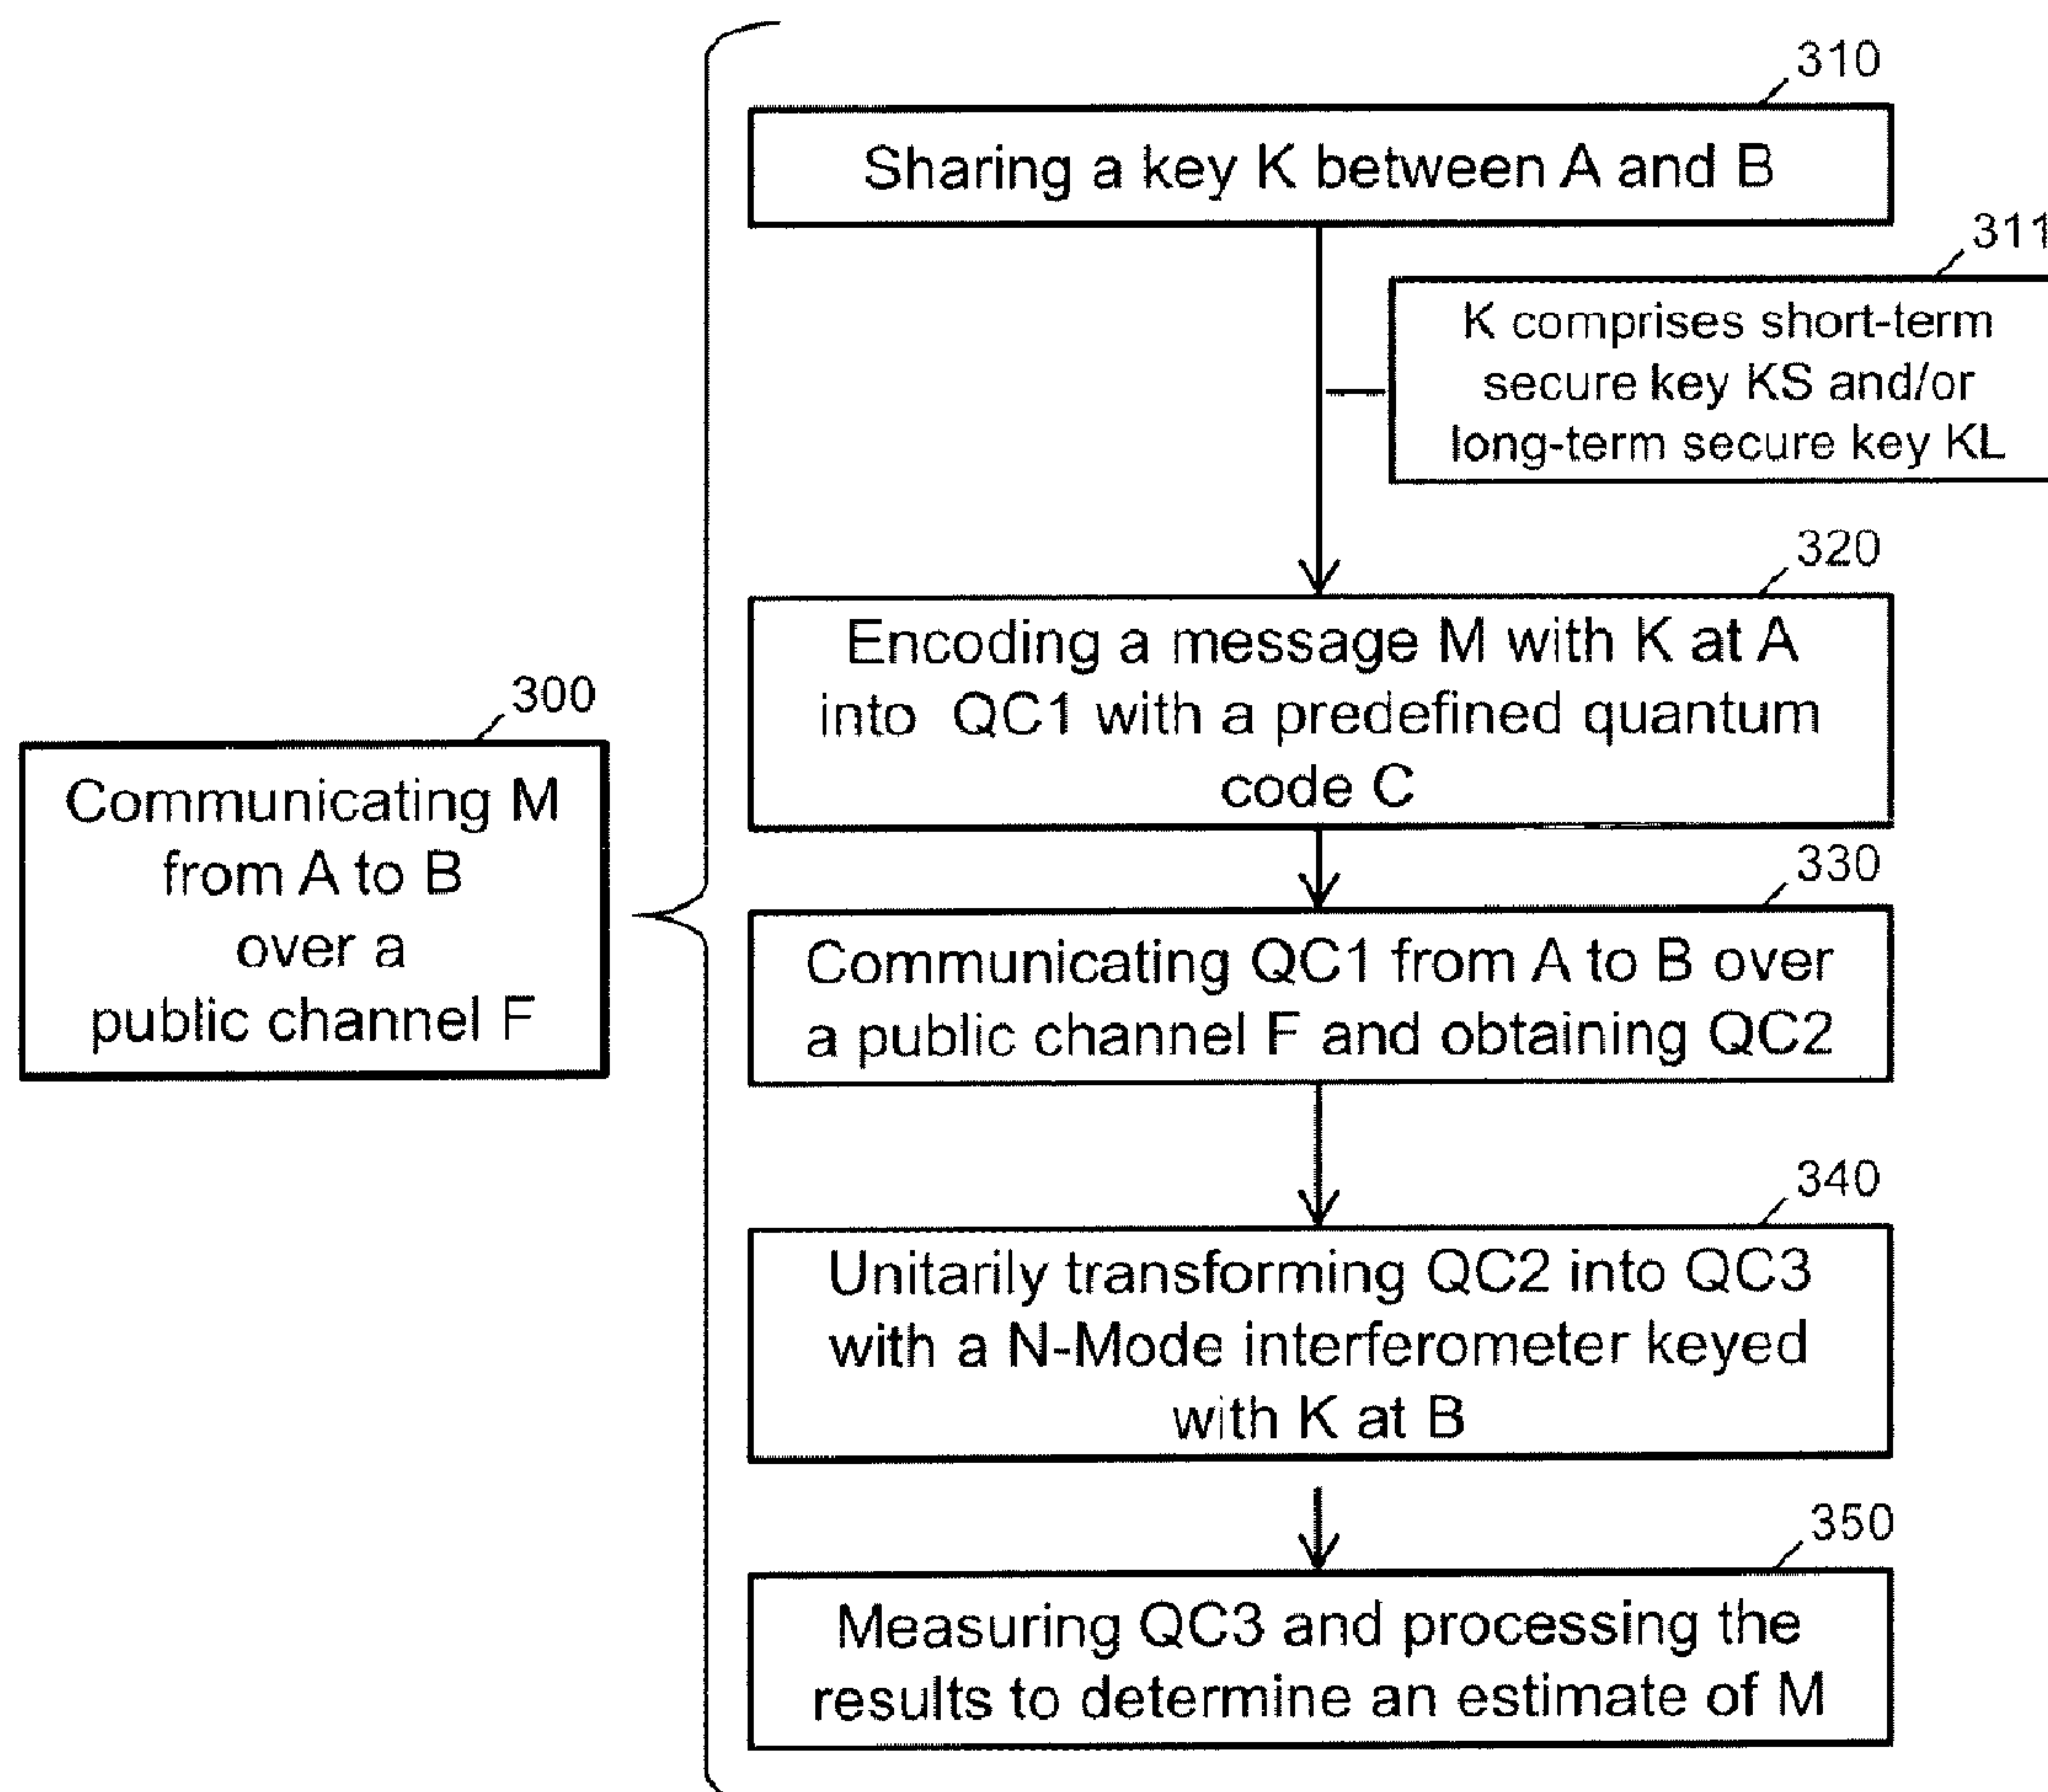 310
Sharing a key K between A and B
311
K comprises short-term
secure key KS and/or
long-term secure key KL
320
Encoding a message M with K at A
into QC1 with a predefined quantum
code C
300
Communicating M
from A to B
over a
public channel F
330
Communicating QC1 from A to B over
a public channel F and obtaining QC2
340
Unitarily transforming QC2 into QC3
with a N-Mode interferometer keyed
with K at B
350
Measuring QC3 and processing the
results to determine an estimate of M